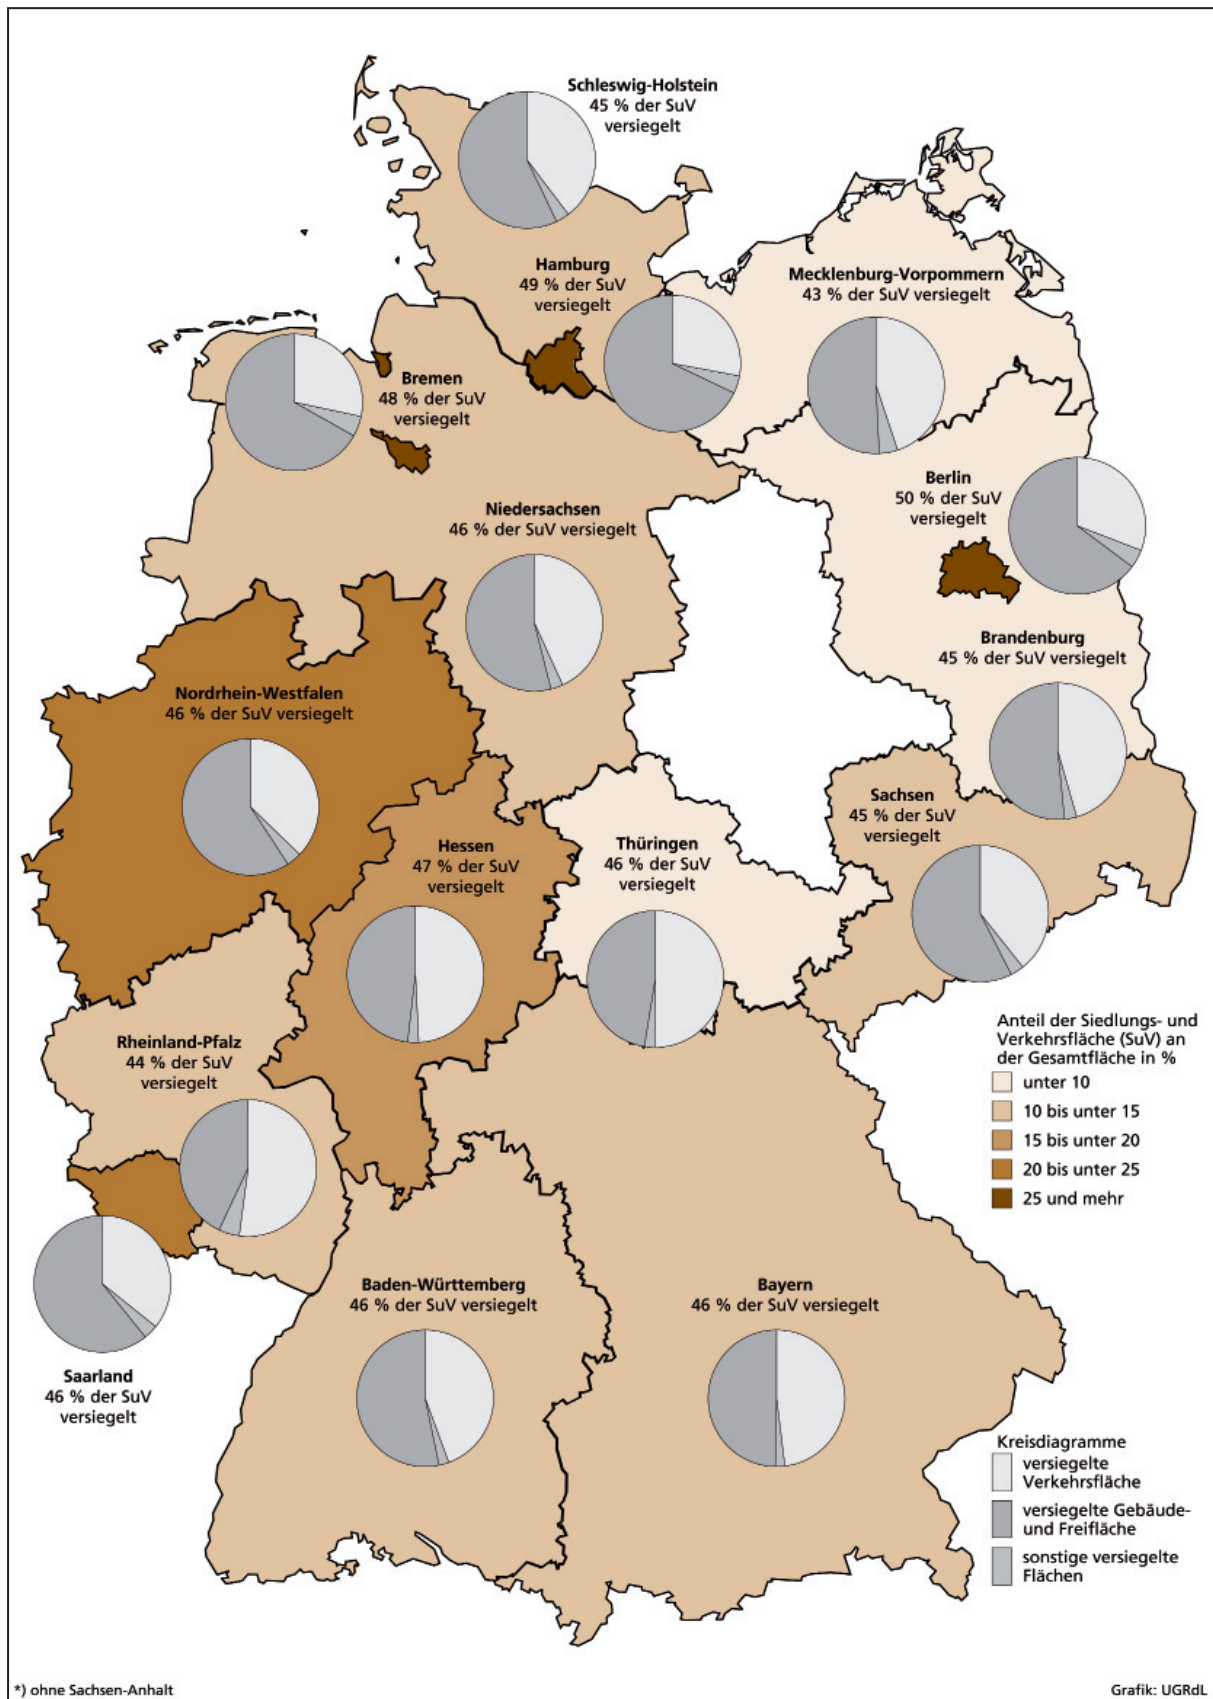 Schleswig-Holstein
45 % der SuV
versiegelt
Hamburg
49 % der SuV
versiegelt
Mecklenburg-Vorpommern
43 % der SuV versiegelt
Bremen
48 % der SuV
versiegelt
Berlin
50 % der SuV
versiegelt
Niedersachsen
46 % der SuV versiegelt
Brandenburg
45 % der SuV versiegelt
Nordrhein-Westfalen
46 % der SuV versiegelt
Sachsen
45 % der SuV
versiegelt
Hessen
47 % der SuV
versiegelt
Thüringen
46 % der SuV
versiegelt
Rheinland-Pfalz
44 % der SuV
versiegelt
Anteil der Siedlungs- und
Verkehrsfläche (SuV) an
der Gesamtfläche in %
unter 10
10 bis unter 15
15 bis unter 20
20 bis unter 25
25 und mehr
Baden-Württemberg
46 % der SuV versiegelt
Bayern
46 % der SuV versiegelt
Saarland
46 % der SuV
versiegelt
Kreisdiagramme
versiegelte
Verkehrsfläche
versiegelte Gebäude-
und Freifläche
sonstige versiegelte
Flächen
*) ohne Sachsen-Anhalt
Grafik: UGRdL